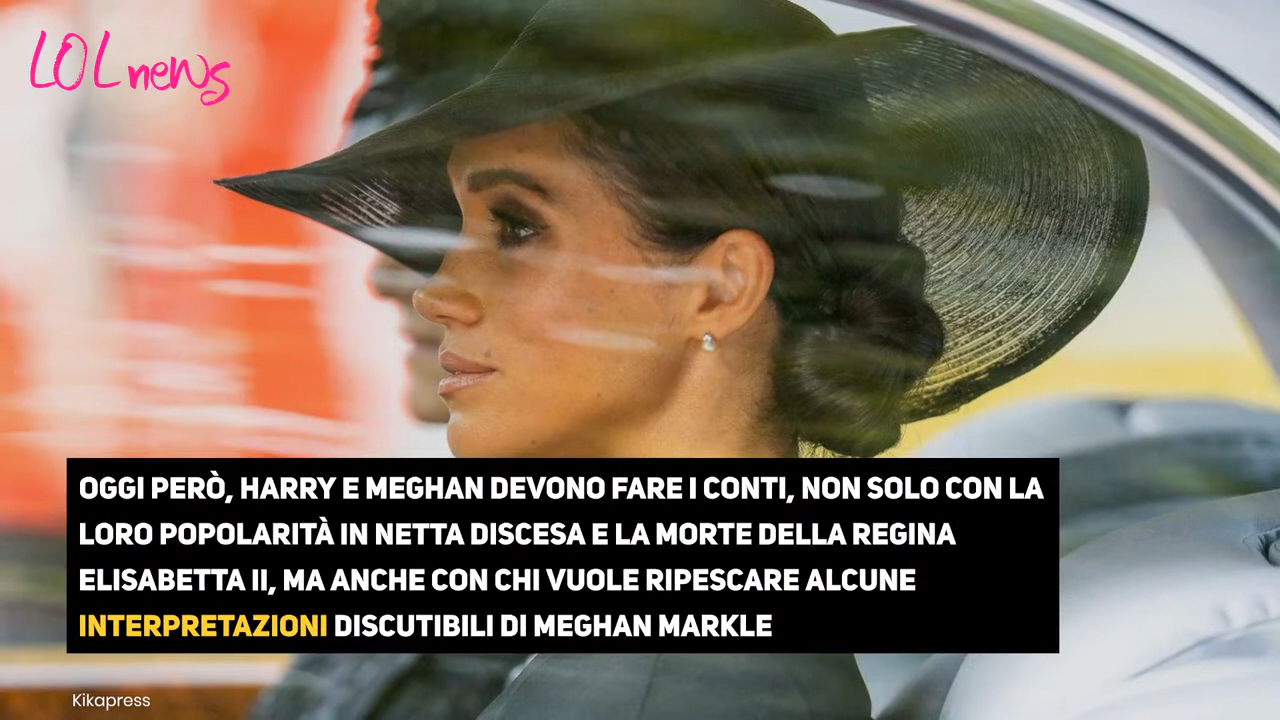 LOL news
OGGI PERÒ, HARRY E MEGHAN DEVONO FARE I CONTI, NON SOLO CON LA
LORO POPOLARITÀ IN NETTA DISCESA E LA MORTE DELLA REGINA
ELISABETTA II, MA ANCHE CON CHI VUOLE RIPESCARE ALCUNE
INTERPRETAZIONI DISCUTIBILI DI MEGHAN MARKLE
Kikapress